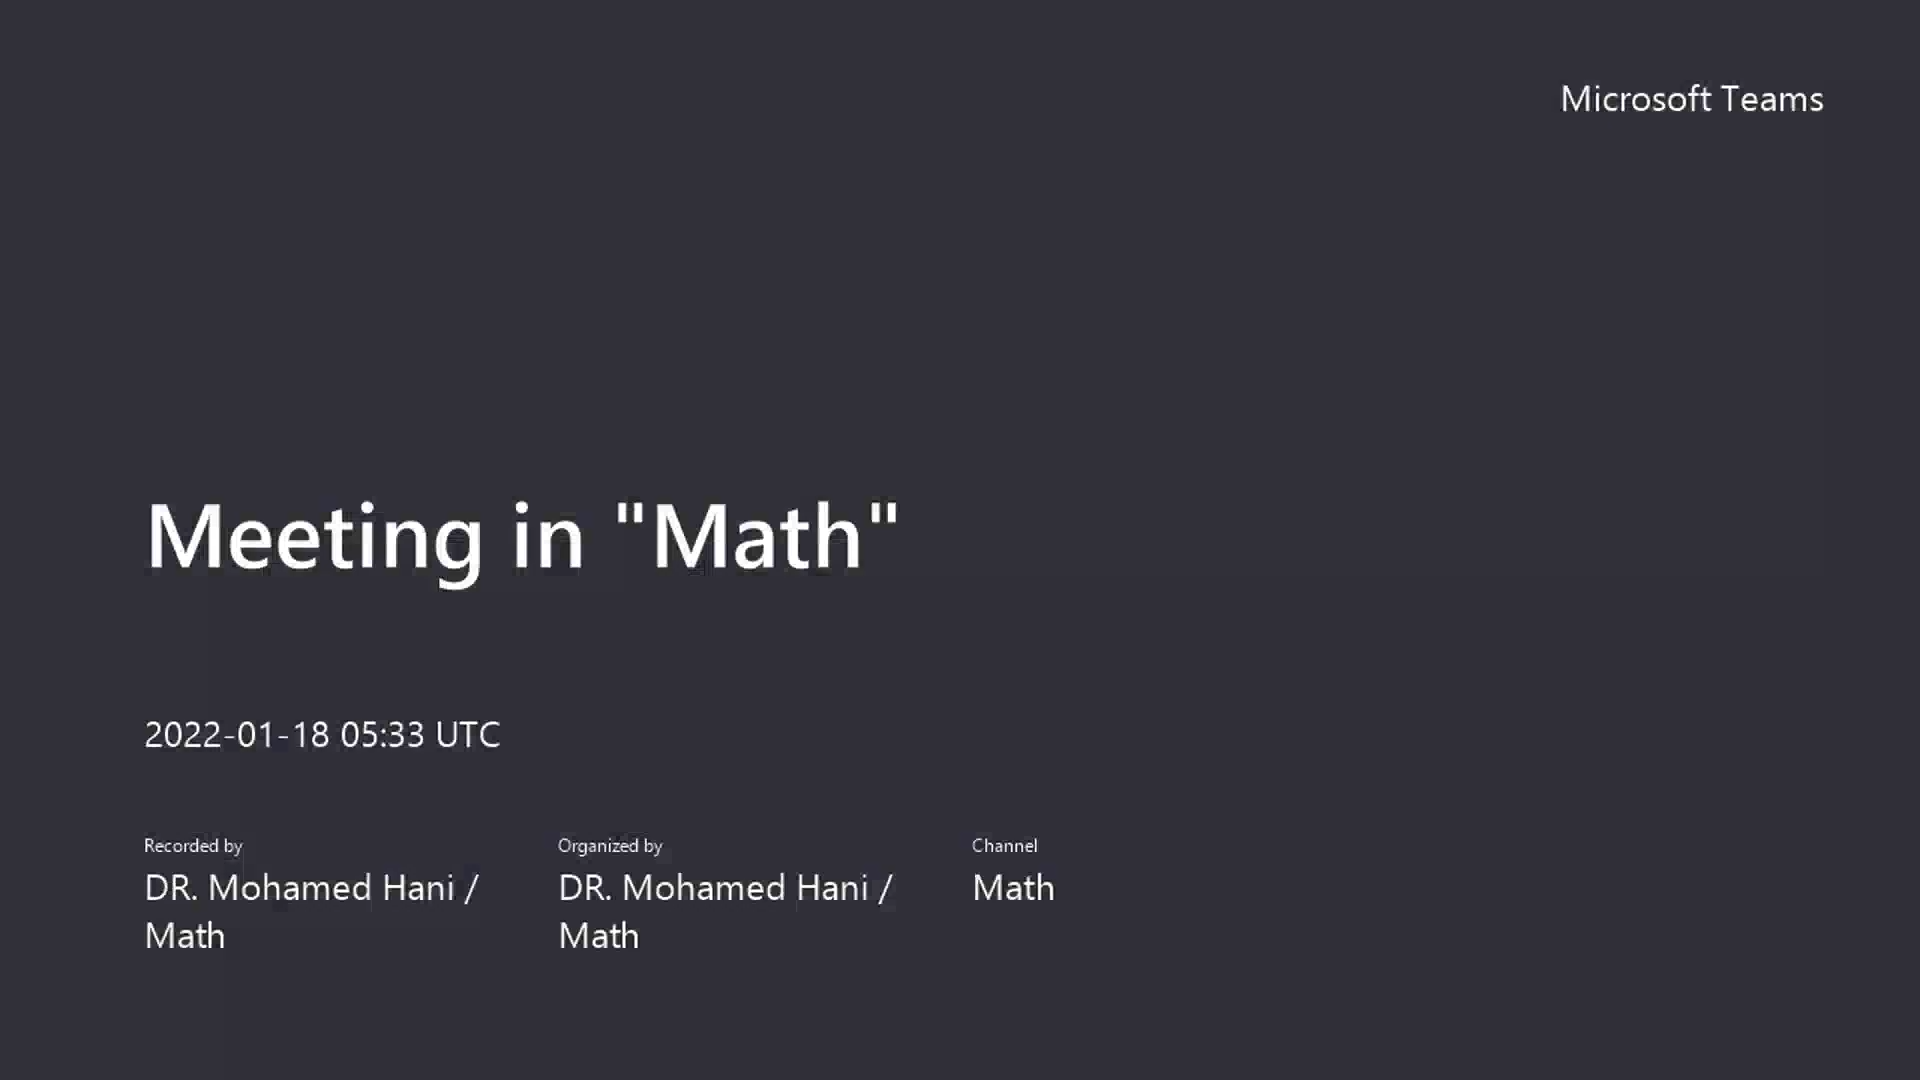 Microsoft Teams
Meeting in "Math"
2022-01-18 05:33 UTC
Recorded by
DR. Mohamed Hani /
Math
Organized by
DR. Mohamed Hani /
Math
Channel
Math